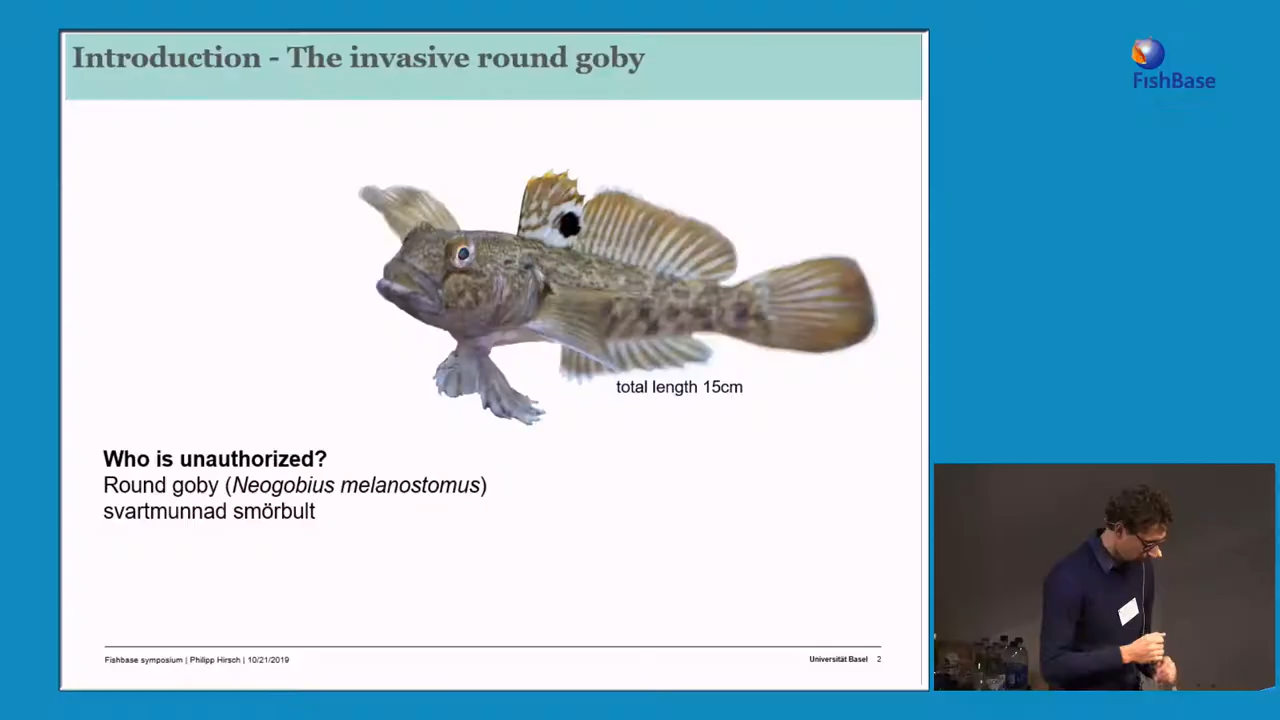 Introduction - The invasive round goby
FishBase
total length 15cm
Who is unauthorized?
Round goby (Neogobius melanostomus)
svartmunnad smörbult
Fishbase symposium | Philipp Hirsch | 10/21/2019
Universität Basel 2